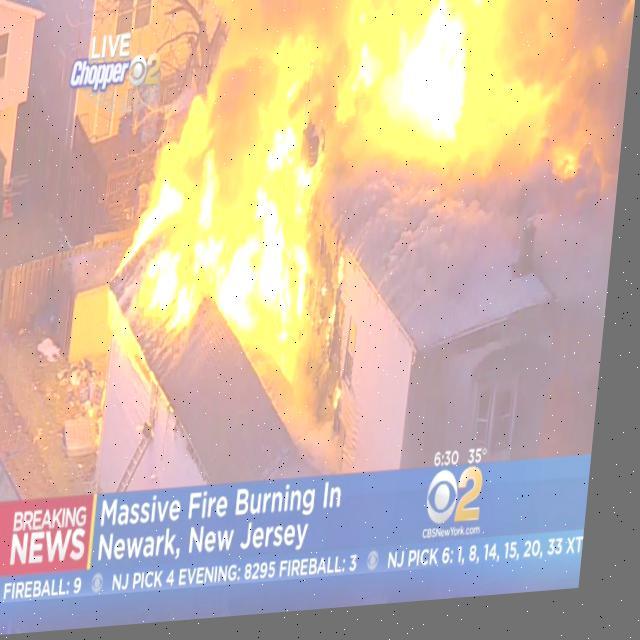 LIVE
Chopper 2
6:30 35°
2
CBSNewYork.com
BREAKING
NEWS
Massive Fire Burning In
Newark, New Jersey
FIREBALL: 9 NJ PICK 4 EVENING: 8295 FIREBALL: 3 NJ PICK 6: 1, 8, 14, 15, 20, 33 XT